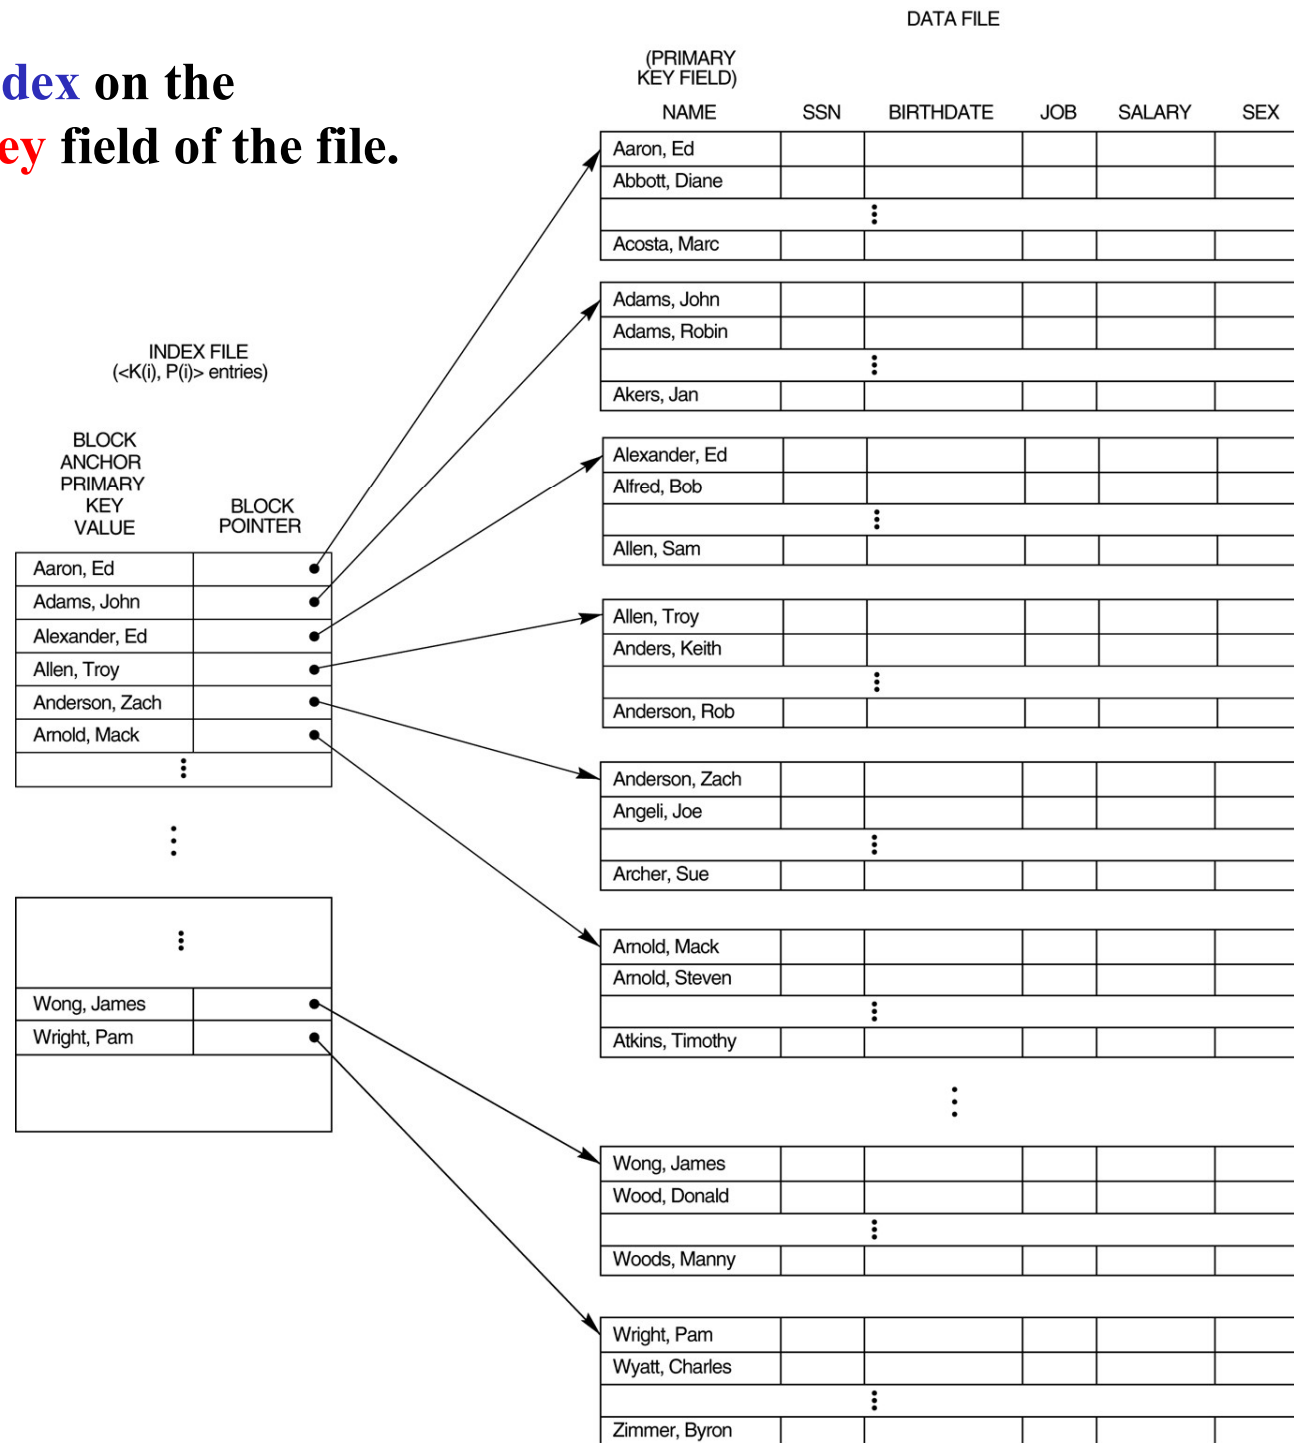 dex on the
ey field of the file.
DATA FILE
(PRIMARY
KEY FIELD)
NAME SSN BIRTHDATE JOB SALARY SEX
Aaron, Ed
Abbott, Diane
Acosta, Marc
Adams, John
Adams, Robin
Akers, Jan
Alexander, Ed
Alfred, Bob
Allen, Sam
Allen, Troy
Anders, Keith
Anderson, Rob
Anderson, Zach
Angeli, Joe
Archer, Sue
Arnold, Mack
Arnold, Steven
Atkins, Timothy
Wong, James
Wood, Donald
Woods, Manny
Wright, Pam
Wyatt, Charles
Zimmer, Byron
INDEX FILE
(<K(i), P(i)> entries)
BLOCK
ANCHOR
PRIMARY
KEY
VALUE
BLOCK
POINTER
Aaron, Ed
Adams, John
Alexander, Ed
Allen, Troy
Anderson, Zach
Arnold, Mack
Wong, James
Wright, Pam